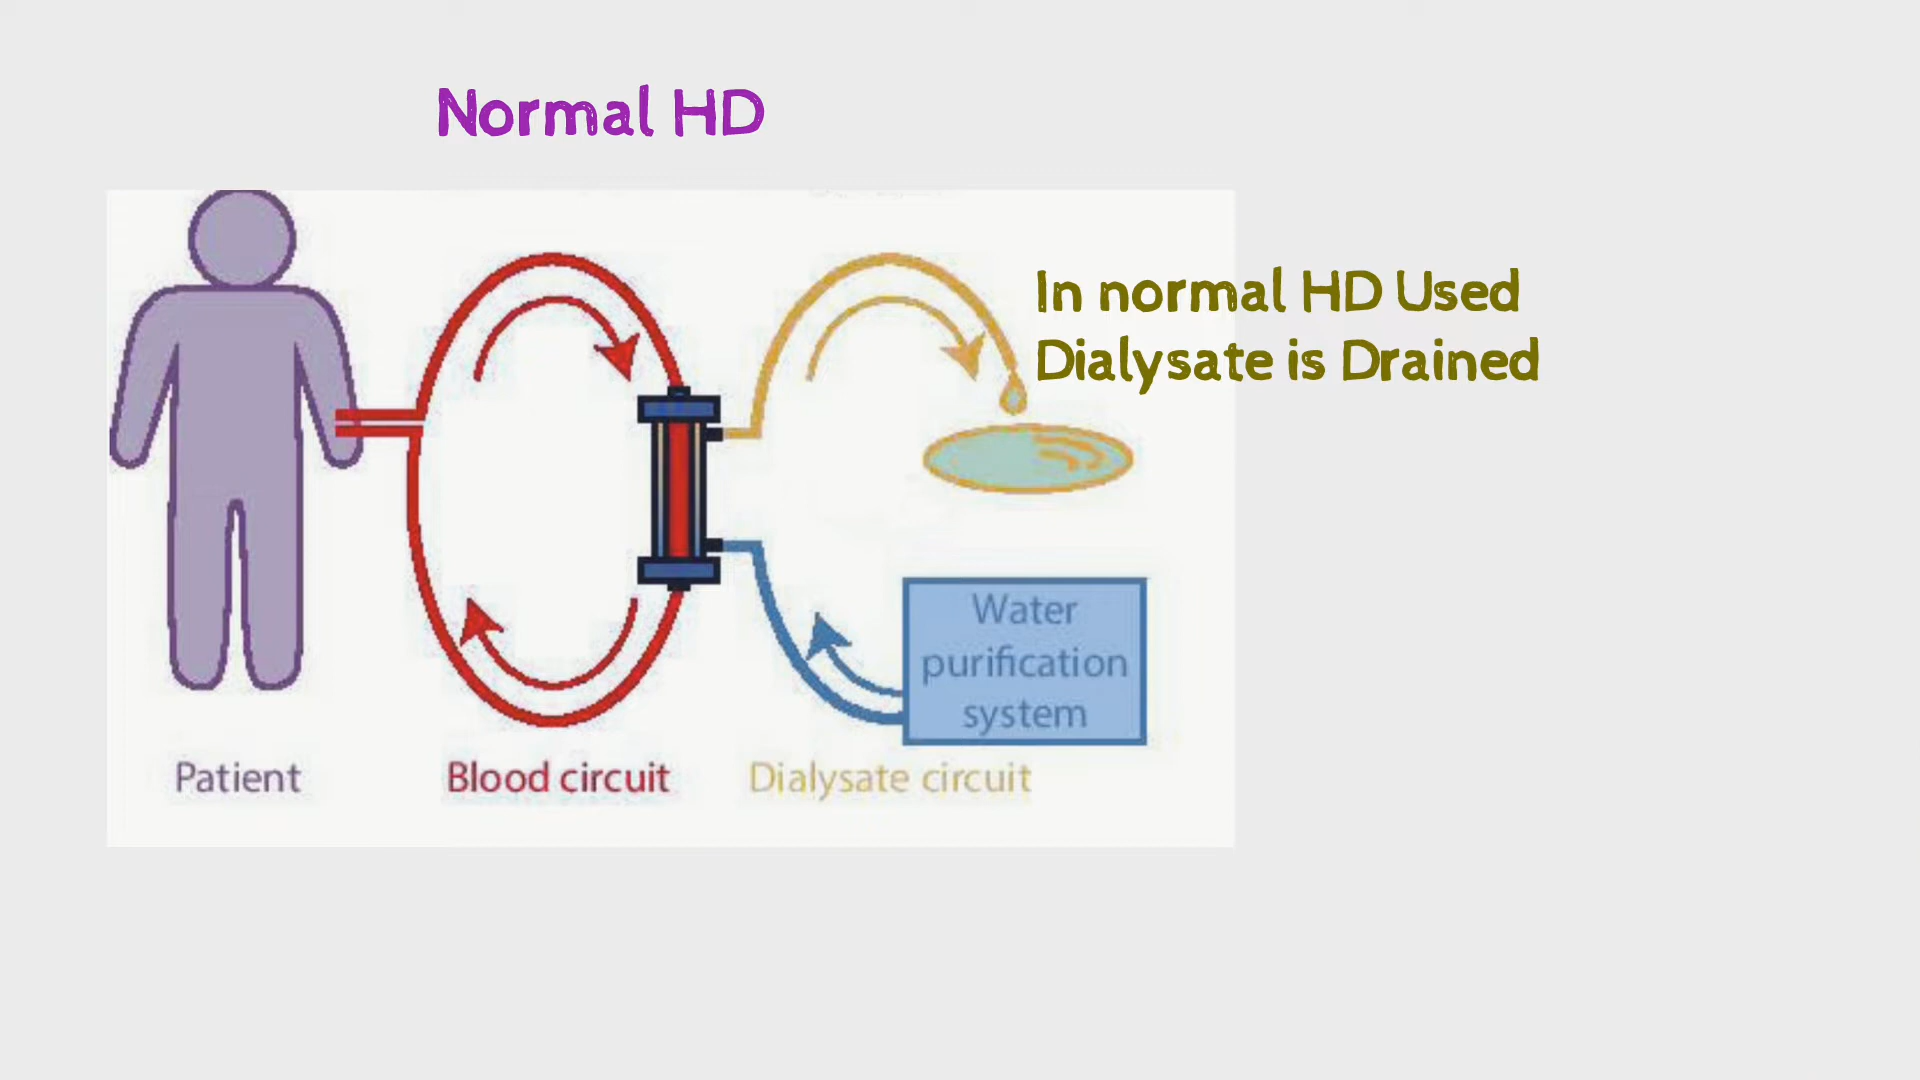 Normal HD
In normal HD Used
Dialysate is Drained
Water
purification
system
Patient
Blood circuit
Dialysate circuit